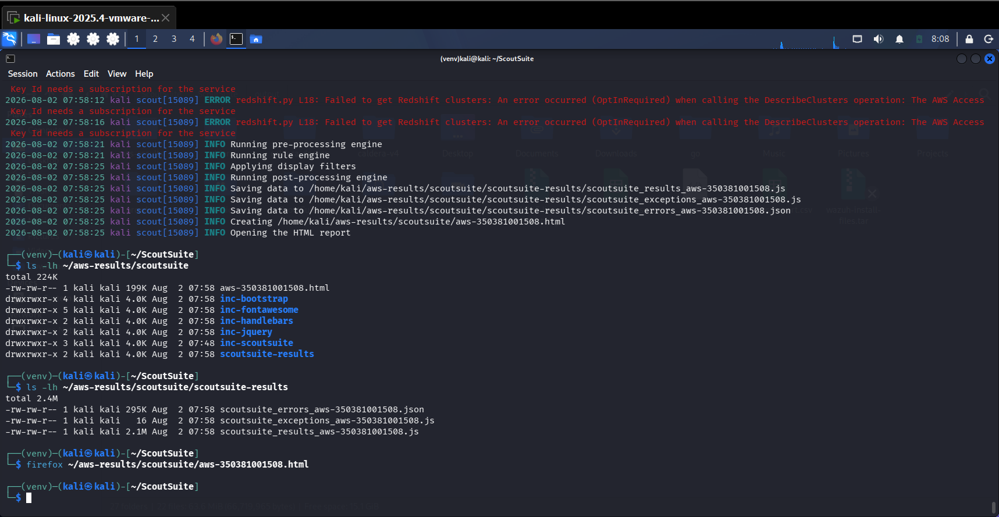 kali-linux-2025.4-vmware-...
1 2 3 4 8:08
(venv)kali@kali: ~/ScoutSuite
Session Actions Edit View Help
Key Id needs a subscription for the service
2026-08-02 07:58:12 kali scout[15089] ERROR redshift.py L18: Failed to get Redshift clusters: An error occurred (OptInRequired) when calling the DescribeClusters operation: The AWS Access
Key Id needs a subscription for the service
2026-08-02 07:58:16 kali scout[15089] ERROR redshift.py L18: Failed to get Redshift clusters: An error occurred (OptInRequired) when calling the DescribeClusters operation: The AWS Access
Key Id needs a subscription for the service
2026-08-02 07:58:21 kali scout[15089] INFO Running pre-processing engine
2026-08-02 07:58:21 kali scout[15089] INFO Running rule engine
2026-08-02 07:58:25 kali scout[15089] INFO Applying display filters
2026-08-02 07:58:25 kali scout[15089] INFO Running post-processing engine
2026-08-02 07:58:25 kali scout[15089] INFO Saving data to /home/kali/aws-results/scoutsuite/scoutsuite-results/scoutsuite_results_aws-350381001508.js
2026-08-02 07:58:25 kali scout[15089] INFO Saving data to /home/kali/aws-results/scoutsuite/scoutsuite-results/scoutsuite_exceptions_aws-350381001508.js
2026-08-02 07:58:25 kali scout[15089] INFO Saving data to /home/kali/aws-results/scoutsuite/scoutsuite-results/scoutsuite_errors_aws-350381001508.json
2026-08-02 07:58:25 kali scout[15089] INFO Creating /home/kali/aws-results/scoutsuite/aws-350381001508.html
2026-08-02 07:58:25 kali scout[15089] INFO Opening the HTML report
┌──(venv)─(kali㉿kali)-[~/ScoutSuite]
└─$ ls -lh ~/aws-results/scoutsuite
total 224K
-rw-rw-r-- 1 kali kali 199K Aug  2 07:58 aws-350381001508.html
drwxrwxr-x 4 kali kali 4.0K Aug  2 07:58 inc-bootstrap
drwxrwxr-x 5 kali kali 4.0K Aug  2 07:58 inc-fontawesome
drwxrwxr-x 2 kali kali 4.0K Aug  2 07:58 inc-handlebars
drwxrwxr-x 2 kali kali 4.0K Aug  2 07:58 inc-jquery
drwxrwxr-x 3 kali kali 4.0K Aug  2 07:48 inc-scoutsuite
drwxrwxr-x 2 kali kali 4.0K Aug  2 07:58 scoutsuite-results
┌──(venv)─(kali㉿kali)-[~/ScoutSuite]
└─$ ls -lh ~/aws-results/scoutsuite/scoutsuite-results
total 2.4M
-rw-rw-r-- 1 kali kali 295K Aug  2 07:58 scoutsuite_errors_aws-350381001508.json
-rw-rw-r-- 1 kali kali   16 Aug  2 07:58 scoutsuite_exceptions_aws-350381001508.js
-rw-rw-r-- 1 kali kali 2.1M Aug  2 07:58 scoutsuite_results_aws-350381001508.js
┌──(venv)─(kali㉿kali)-[~/ScoutSuite]
└─$ firefox ~/aws-results/scoutsuite/aws-350381001508.html
┌──(venv)─(kali㉿kali)-[~/ScoutSuite]
└─$